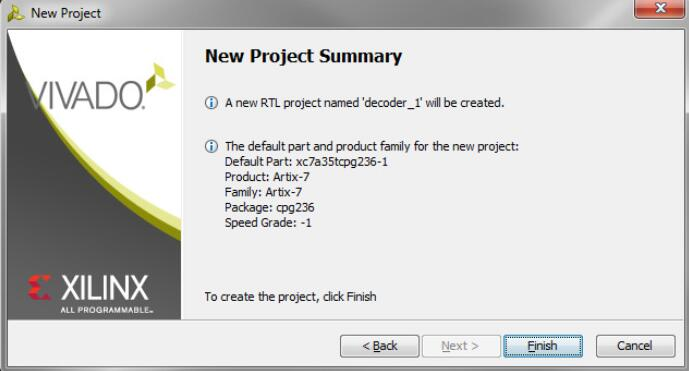 New Project
VIVADO.
New Project Summary
A new RTL project named 'decoder_1' will be created.
The default part and product family for the new project:
Default Part: xc7a35tcpg236-1
Product: Artix-7
Family: Artix-7
Package: cpg236
Speed Grade: -1
XILINX
ALL PROGRAMMABLE™
To create the project, click Finish
< Back
Next >
Finish
Cancel